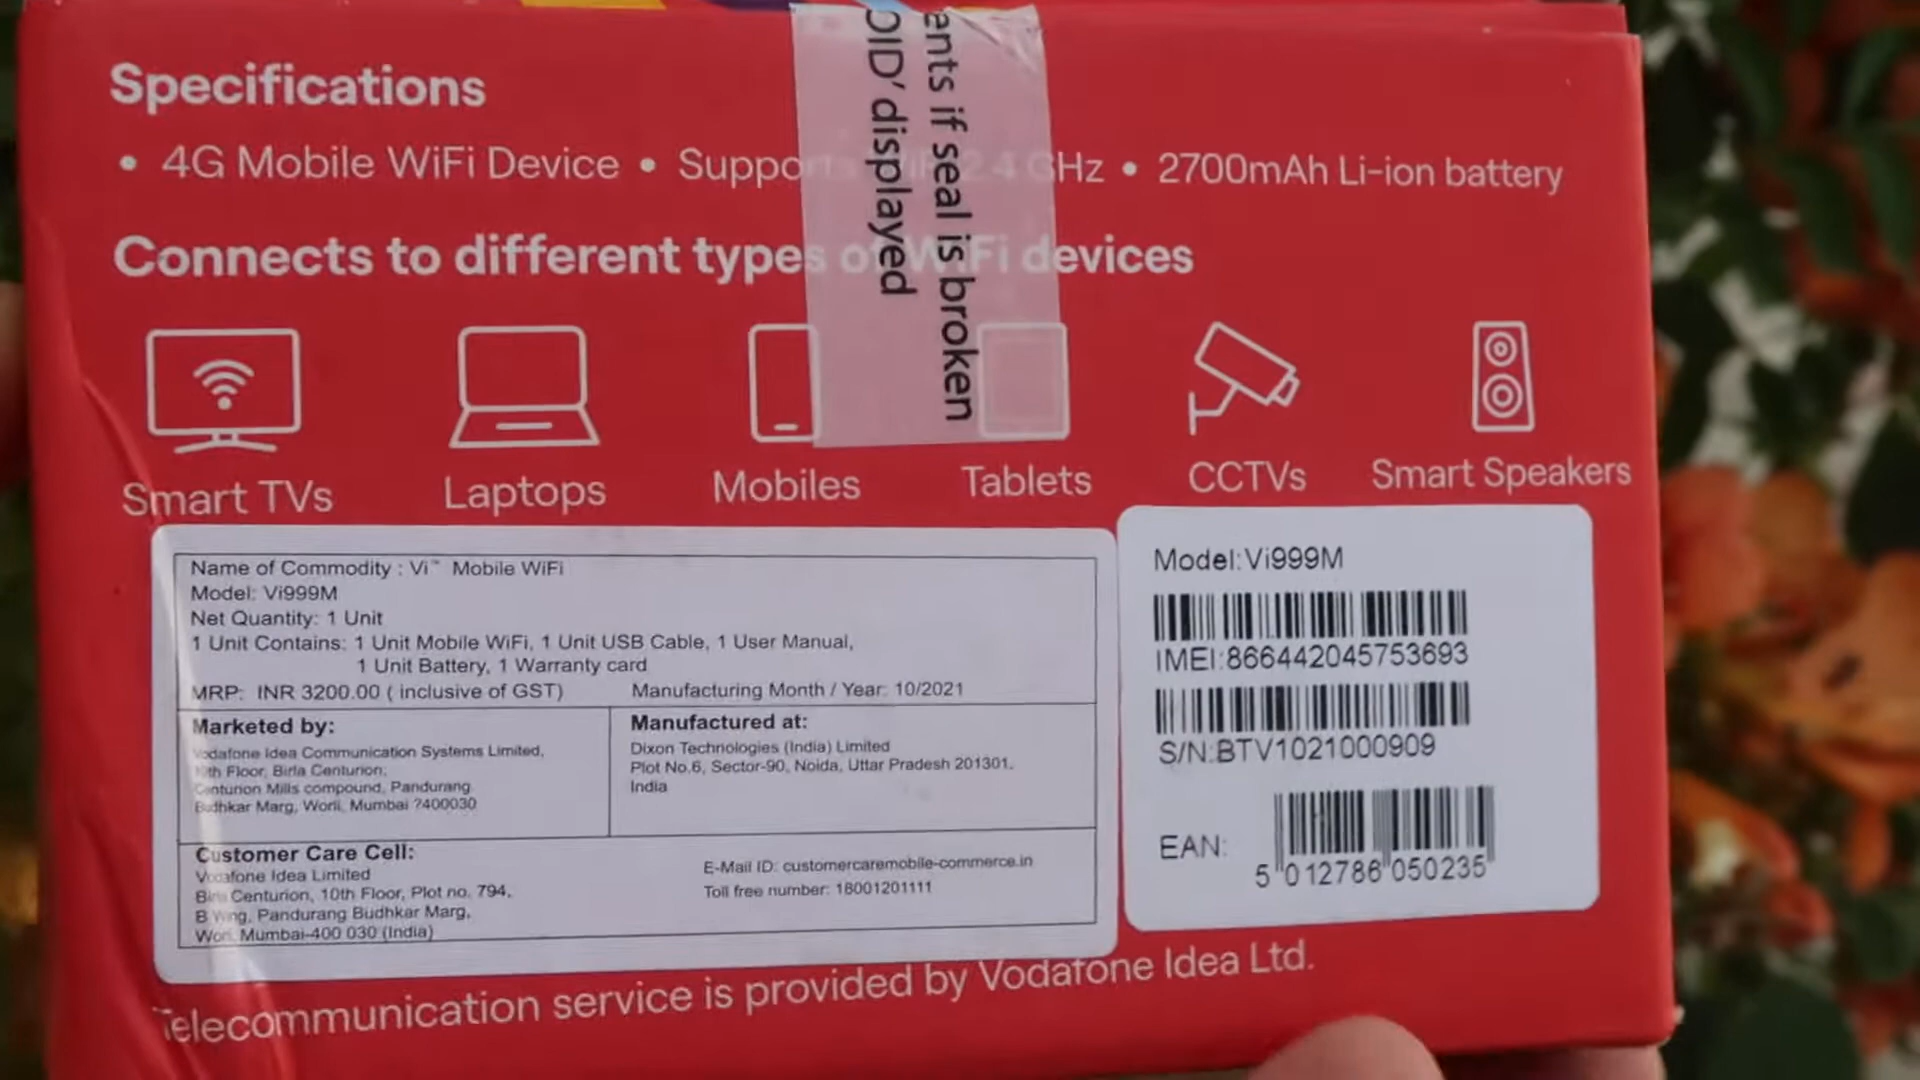 Specifications
• 4G Mobile WiFi Device • Supports WiFi 2.4 GHz • 2700mAh Li-ion battery
ents if seal is broken
OID' displayed
Connects to different types of WiFi devices
Smart TVs
Laptops
Mobiles
Tablets
CCTVs
Smart Speakers
Name of Commodity : Vi™ Mobile WiFi
Model: Vi999M
Net Quantity: 1 Unit
1 Unit Contains: 1 Unit Mobile WiFi, 1 Unit USB Cable, 1 User Manual,
1 Unit Battery, 1 Warranty card
MRP: INR 3200.00 ( inclusive of GST)
Manufacturing Month / Year: 10/2021
Marketed by:
Vodafone Idea Communication Systems Limited,
10th Floor, Birla Centurion,
Centurion Mills compound, Pandurang
Budhkar Marg, Worli, Mumbai ?400030
Manufactured at:
Dixon Technologies (India) Limited
Plot No.6, Sector-90, Noida, Uttar Pradesh 201301,
India
Customer Care Cell:
Vodafone Idea Limited
Birla Centurion, 10th Floor, Plot no. 794,
B Wing, Pandurang Budhkar Marg,
Worli, Mumbai-400 030 (India)
E-Mail ID: customercaremobile-commerce.in
Toll free number: 18001201111
Model:Vi999M
IMEI:866442045753693
S/N:BTV1021000909
EAN:
5 012786 050235
Telecommunication service is provided by Vodafone Idea Ltd.